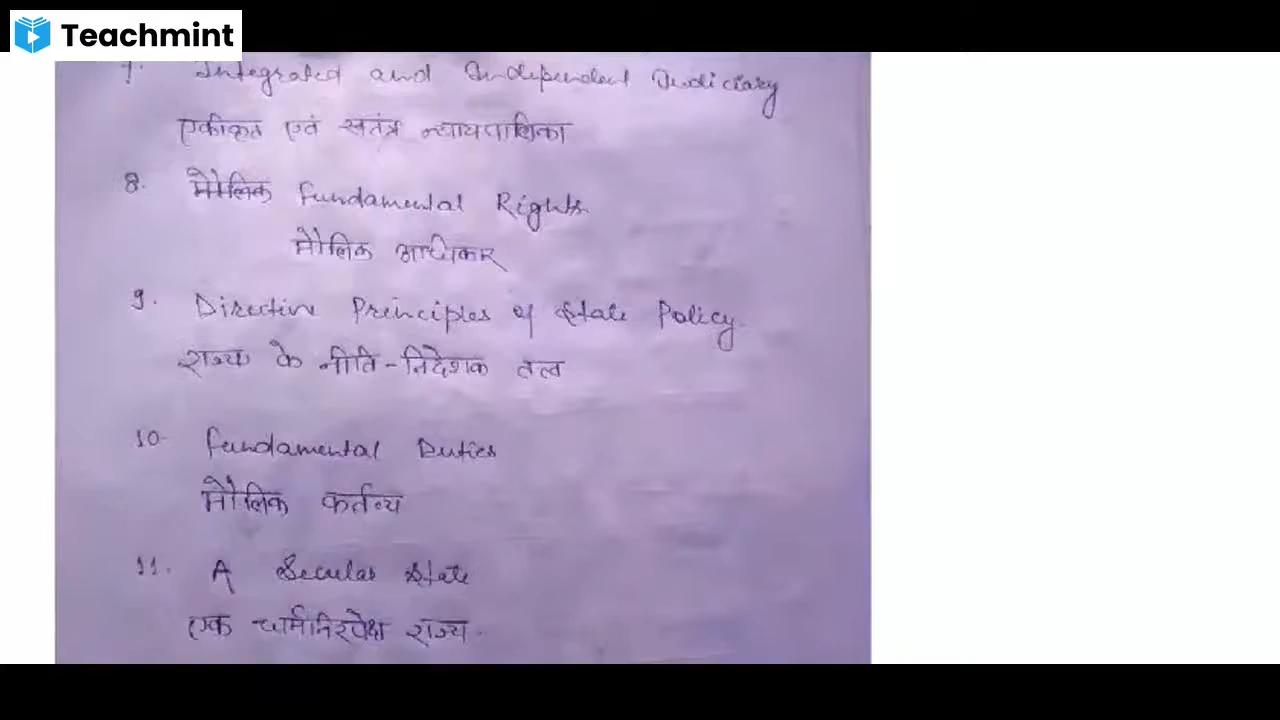 Teachmint
7. Integrated and Independent Judiciary
एकीकृत एवं स्वतंत्र न्यायपालिका
8. मौलिक Fundamental Rights
मौलिक अधिकार
9. Directive Principles of State Policy.
राज्य के नीति-निदेशक तत्व
10. Fundamental Duties
मौलिक कर्तव्य
11. A Secular State
एक धर्मनिरपेक्ष राज्य.